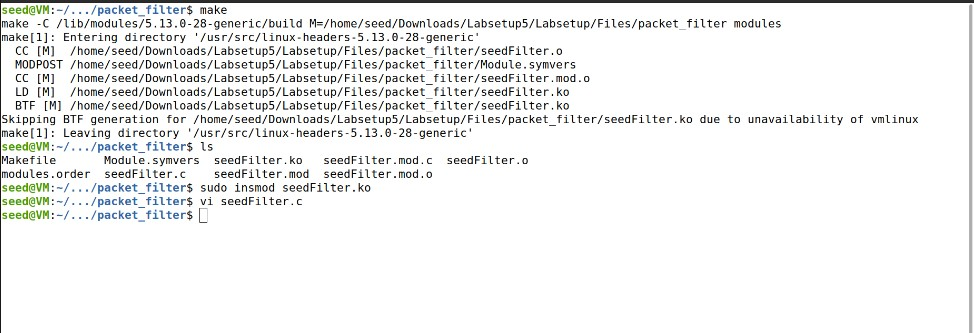 seed@VM:~/.../packet_filter$ make
make -C /lib/modules/5.13.0-28-generic/build M=/home/seed/Downloads/Labsetup5/Labsetup/Files/packet_filter modules
make[1]: Entering directory '/usr/src/linux-headers-5.13.0-28-generic'
  CC [M]  /home/seed/Downloads/Labsetup5/Labsetup/Files/packet_filter/seedFilter.o
  MODPOST /home/seed/Downloads/Labsetup5/Labsetup/Files/packet_filter/Module.symvers
  CC [M]  /home/seed/Downloads/Labsetup5/Labsetup/Files/packet_filter/seedFilter.mod.o
  LD [M]  /home/seed/Downloads/Labsetup5/Labsetup/Files/packet_filter/seedFilter.ko
  BTF [M] /home/seed/Downloads/Labsetup5/Labsetup/Files/packet_filter/seedFilter.ko
Skipping BTF generation for /home/seed/Downloads/Labsetup5/Labsetup/Files/packet_filter/seedFilter.ko due to unavailability of vmlinux
make[1]: Leaving directory '/usr/src/linux-headers-5.13.0-28-generic'
seed@VM:~/.../packet_filter$ ls
Makefile       Module.symvers  seedFilter.ko   seedFilter.mod.c  seedFilter.o
modules.order  seedFilter.c    seedFilter.mod  seedFilter.mod.o
seed@VM:~/.../packet_filter$ sudo insmod seedFilter.ko
seed@VM:~/.../packet_filter$ vi seedFilter.c
seed@VM:~/.../packet_filter$